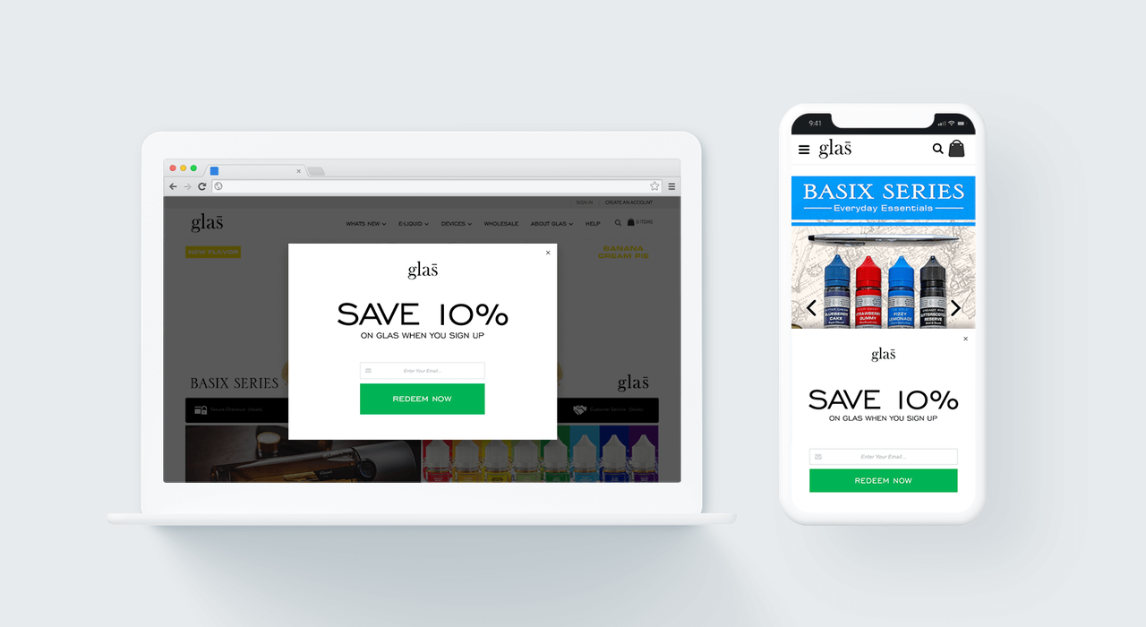 SIGN IN
CREATE AN ACCOUNT
glas
WHATS NEW
E-LIQUID
DEVICES
WHOLESALE
ABOUT GLAS
HELP
0 ITEMS
NEW FLAVOR
BANANA
CREAM PIE
glas
SAVE 10%
ON GLAS WHEN YOU SIGN UP
Enter Your Email...
REDEEM NOW
BASIX SERIES
glas
9:41
glas
BASIX SERIES
Everyday Essentials
BLUEBERRY
CAKE
STRAWBERRY
GUMMY
FIZZY
LEMONADE
BUTTERSCOTCH
RESERVE
glas
SAVE 10%
ON GLAS WHEN YOU SIGN UP
Enter Your Email...
REDEEM NOW